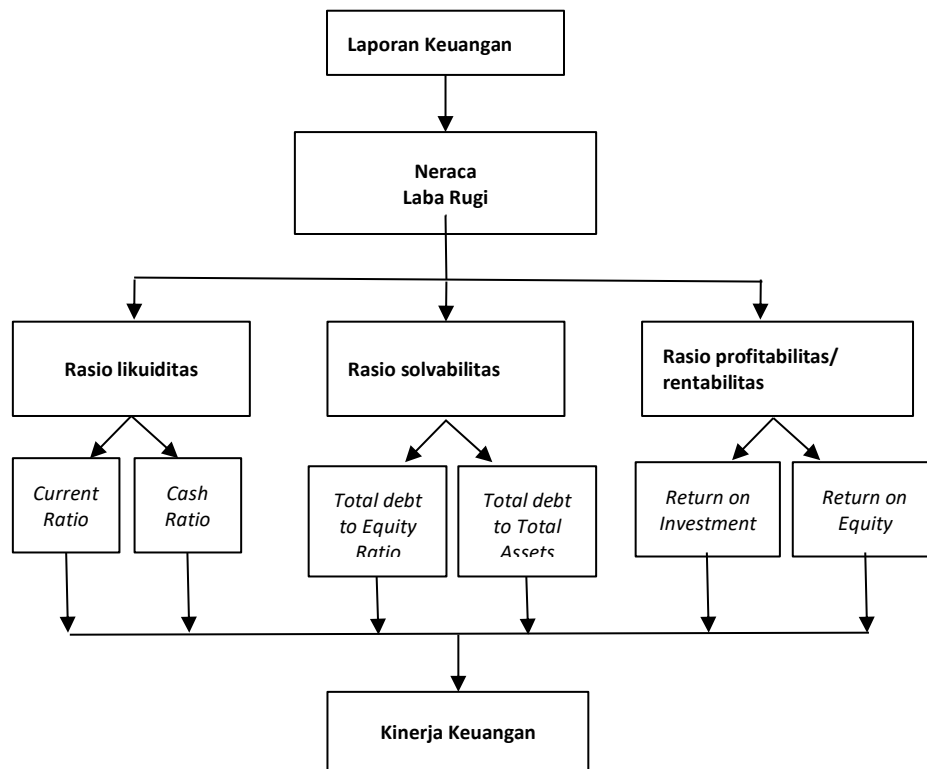 Laporan Keuangan
Neraca
Laba Rugi
Rasio likuiditas
Rasio solvabilitas
Rasio profitabilitas/
rentabilitas
Current
Ratio
Cash
Ratio
Total debt
to Equity
Ratio
Total debt
to Total
Assets
Return on
Investment
Return on
Equity
Kinerja Keuangan